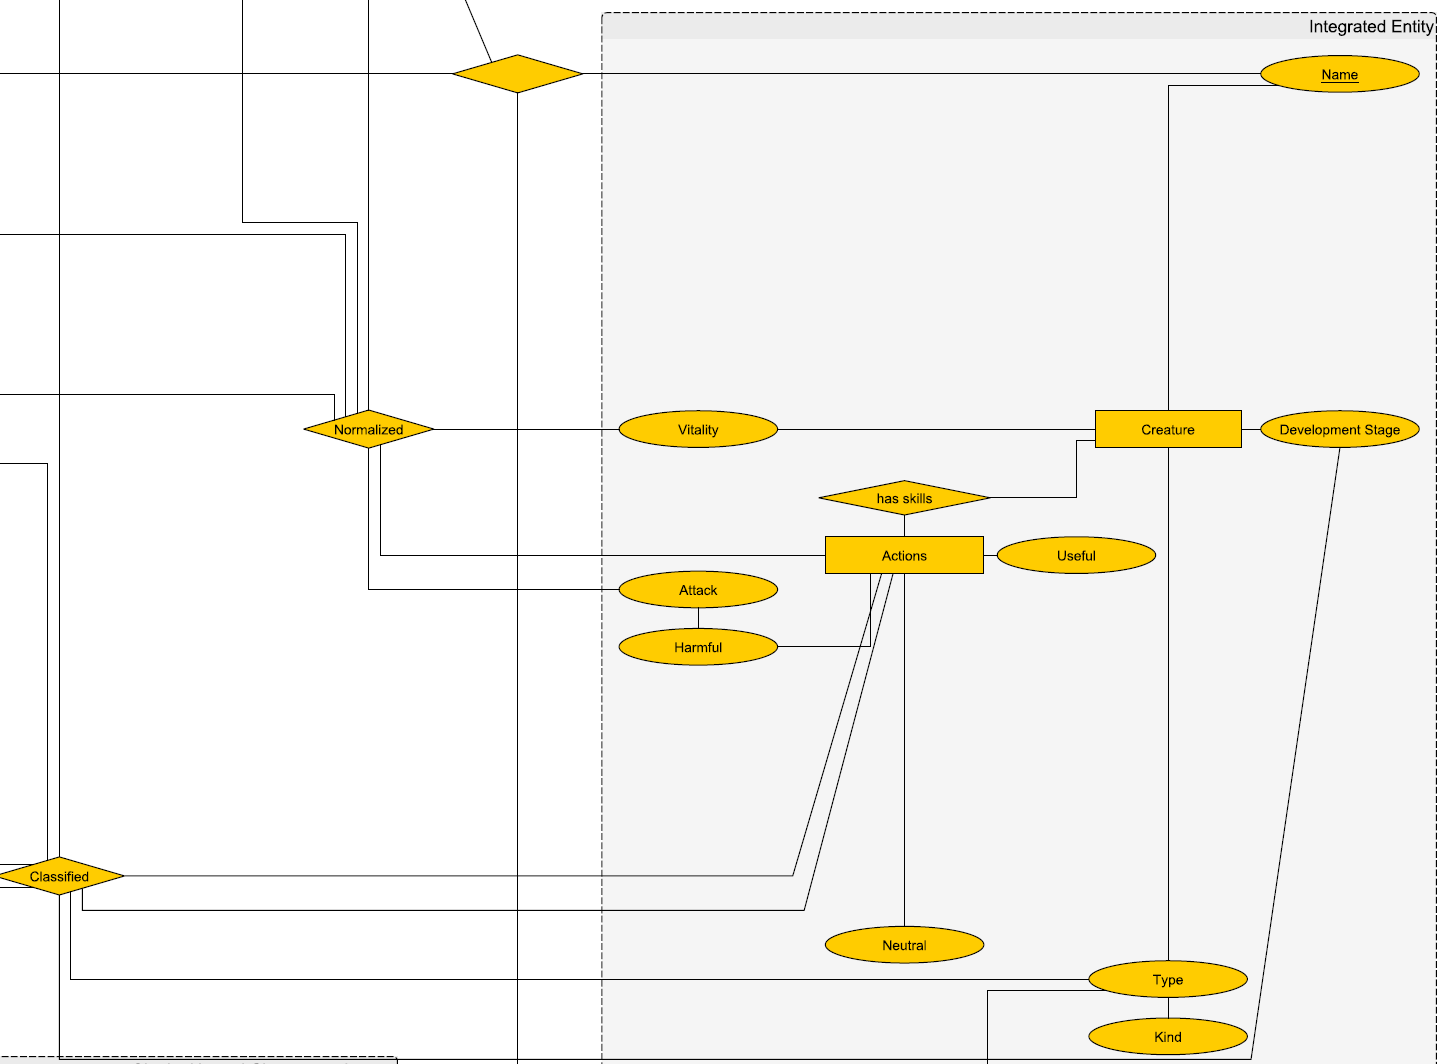 Integrated Entity
Name
Normalized
Vitality
Creature
Development Stage
has skills
Actions
Useful
Attack
Harmful
Classified
Neutral
Type
Kind